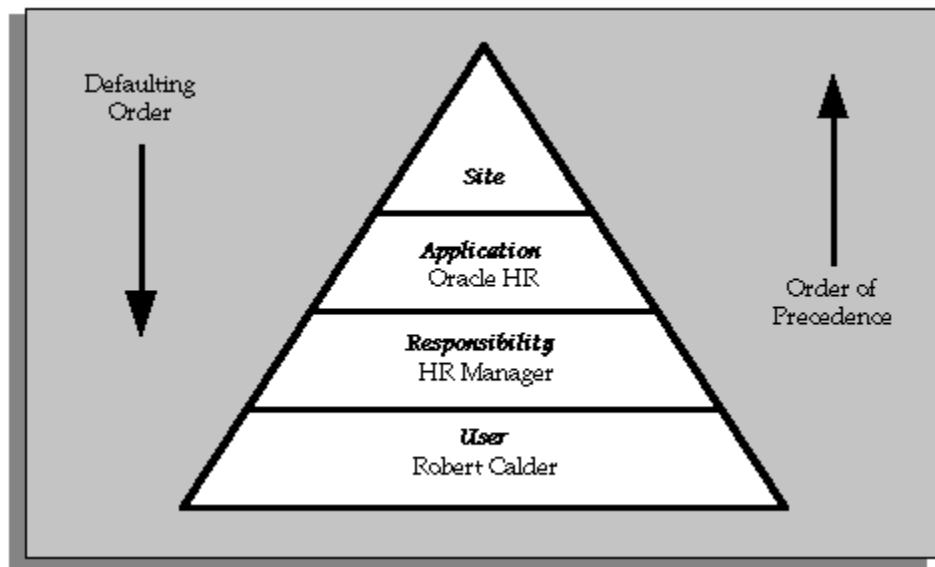 Defaulting
Order
Site
Application
Oracle HR
Responsibility
HR Manager
User
Robert Calder
Order of
Precedence